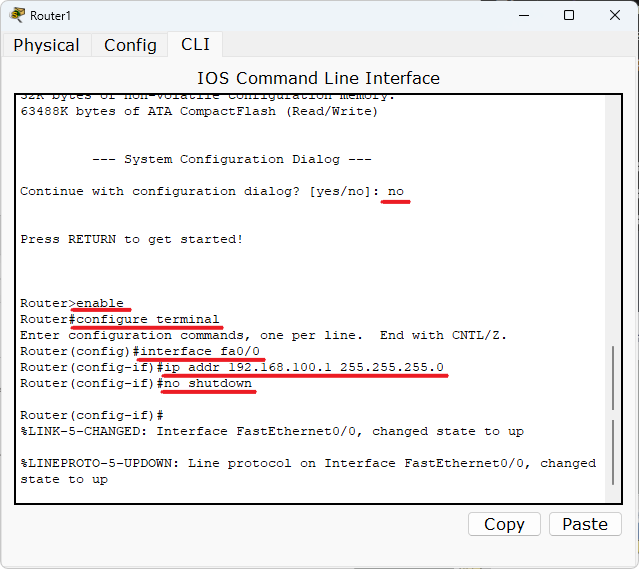 Router1
Physical Config CLI
IOS Command Line Interface
32K bytes of non-volatile configuration memory.
63488K bytes of ATA CompactFlash (Read/Write)
--- System Configuration Dialog ---
Continue with configuration dialog? [yes/no]: no
Press RETURN to get started!
Router>enable
Router#configure terminal
Enter configuration commands, one per line.  End with CNTL/Z.
Router(config)#interface fa0/0
Router(config-if)#ip addr 192.168.100.1 255.255.255.0
Router(config-if)#no shutdown
Router(config-if)#
%LINK-5-CHANGED: Interface FastEthernet0/0, changed state to up
%LINEPROTO-5-UPDOWN: Line protocol on Interface FastEthernet0/0, changed
state to up
Copy Paste